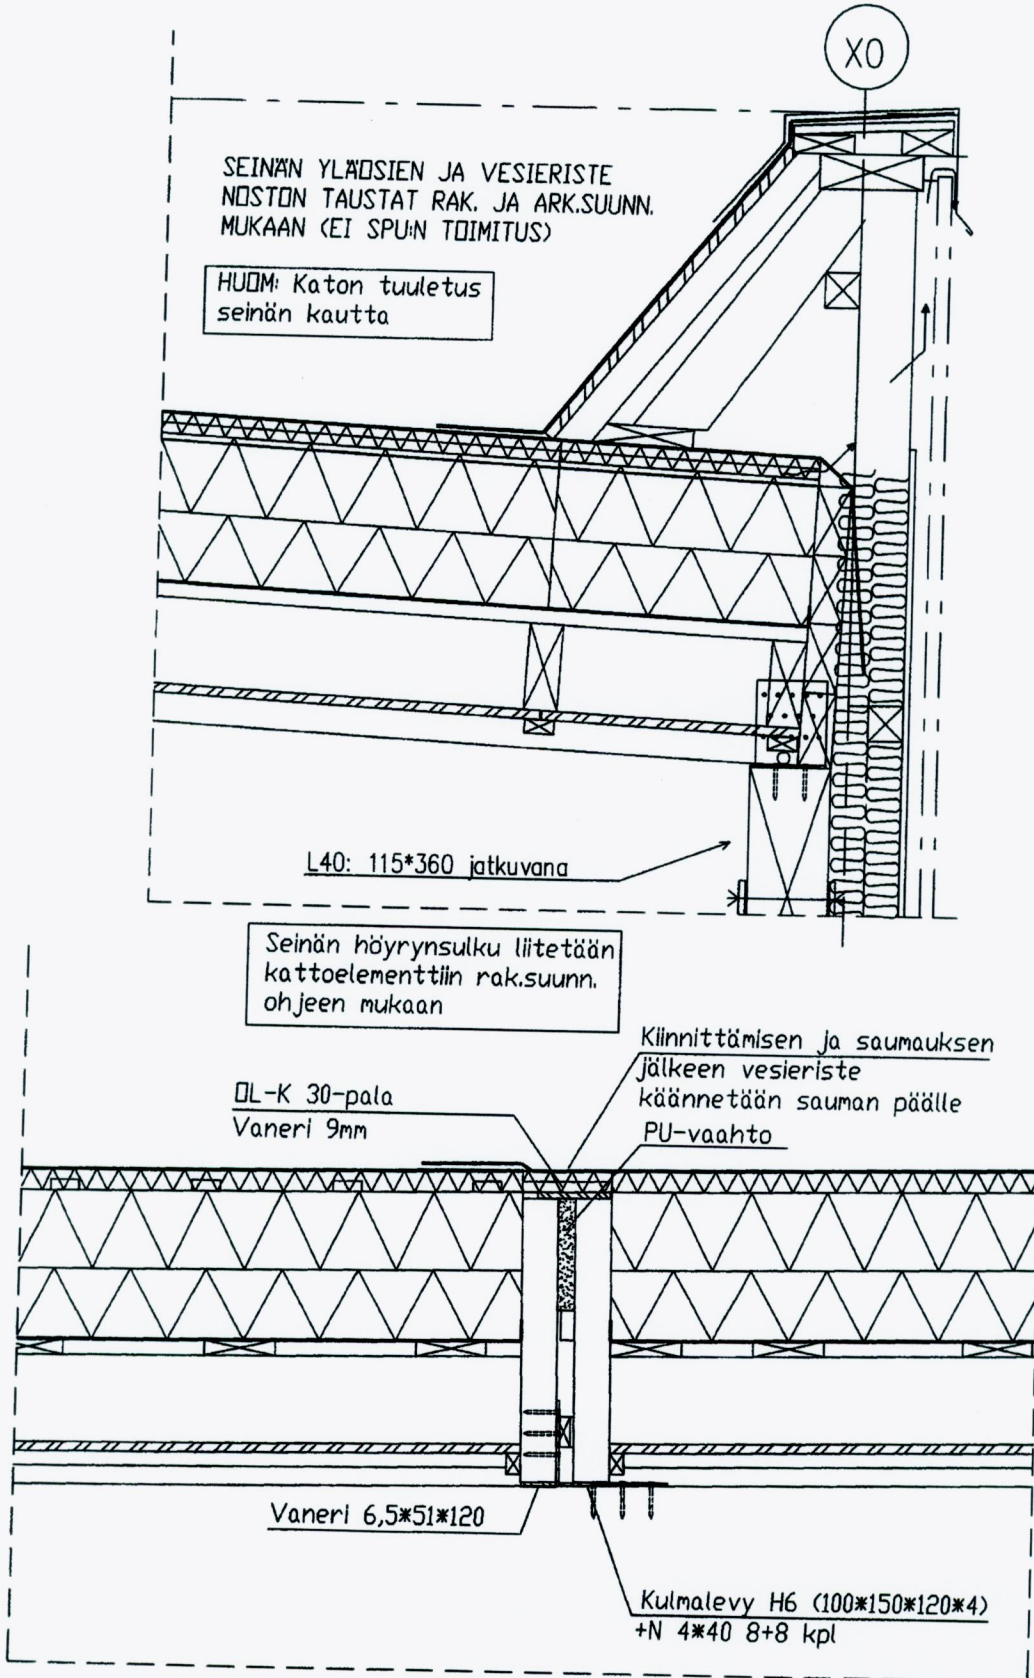 XO
SEINÄN YLÄOSIEN JA VESIERISTE
NOSTON TAUSTAT RAK. JA ARK.SUUNN.
MUKAAN (EI SPU:N TOIMITUS)
HUOM: Katon tuuletus
seinän kautta
L40: 115*360 jatkuvana
Seinän höyrynsulku liitetään
kattoelementtiin rak.suunn.
ohjeen mukaan
Kiinnittämisen ja saumauksen
jälkeen vesieriste
käännetään sauman päälle
OL-K 30-pala
Vaneri 9mm
PU-vaahto
Vaneri 6,5*51*120
Kulmalevy H6 (100*150*120*4)
+N 4*40 8+8 kpl